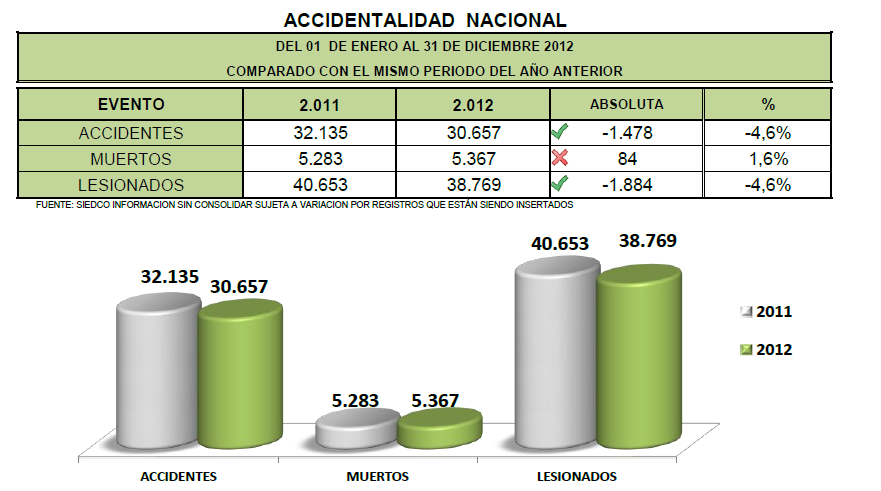 ACCIDENTALIDAD NACIONAL
DEL 01 DE ENERO AL 31 DE DICIEMBRE 2012
COMPARADO CON EL MISMO PERIODO DEL AÑO ANTERIOR
EVENTO 2.011 2.012 ABSOLUTA %
ACCIDENTES 32.135 30.657 -1.478 -4,6%
MUERTOS 5.283 5.367 84 1,6%
LESIONADOS 40.653 38.769 -1.884 -4,6%
FUENTE: SIEDCO INFORMACION SIN CONSOLIDAR SUJETA A VARIACION POR REGISTROS QUE ESTÁN SIENDO INSERTADOS
32.135 30.657 5.283 5.367 40.653 38.769
2011
2012
ACCIDENTES MUERTOS LESIONADOS